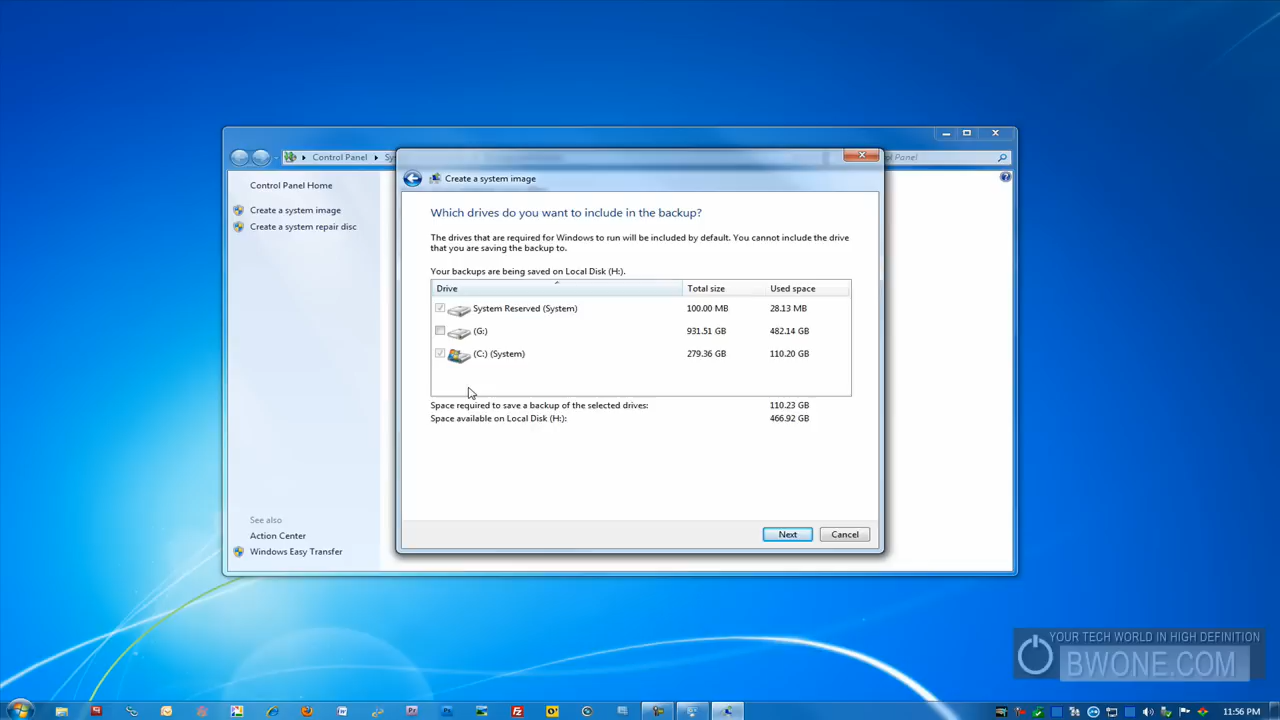 Control Panel
Sy
ol Panel
Control Panel Home
Create a system image
Create a system repair disc
See also
Action Center
Windows Easy Transfer
Create a system image
Which drives do you want to include in the backup?
The drives that are required for Windows to run will be included by default. You cannot include the drive
that you are saving the backup to.
Your backups are being saved on Local Disk (H:).
Drive Total size Used space
System Reserved (System) 100.00 MB 28.13 MB
(G:) 931.51 GB 482.14 GB
(C:) (System) 279.36 GB 110.20 GB
Space required to save a backup of the selected drives: 110.23 GB
Space available on Local Disk (H:): 466.92 GB
Next Cancel
YOUR TECH WORLD IN HIGH DEFINITION
BWONE.COM
11:56 PM